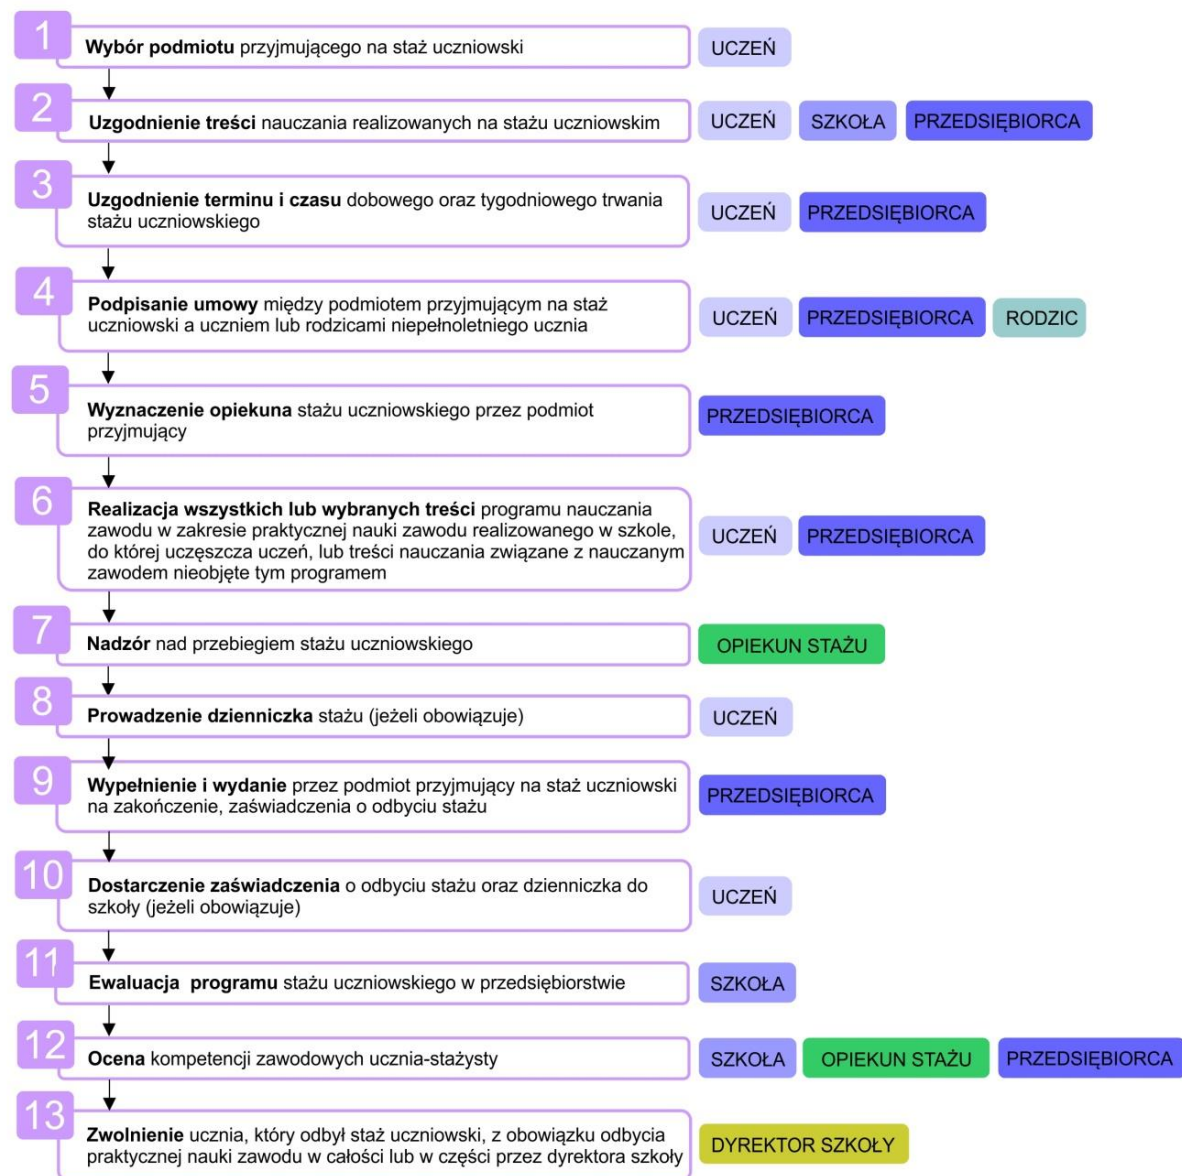 1
Wybór podmiotu przyjmującego na staż uczniowski
UCZEŃ
2
Uzgodnienie treści nauczania realizowanych na stażu uczniowskim
UCZEŃ SZKOŁA PRZEDSIĘBIORCA
3
Uzgodnienie terminu i czasu dobowego oraz tygodniowego trwania
stażu uczniowskiego
UCZEŃ PRZEDSIĘBIORCA
4
Podpisanie umowy między podmiotem przyjmującym na staż
uczniowski a uczniem lub rodzicami niepełnoletniego ucznia
UCZEŃ PRZEDSIĘBIORCA RODZIC
5
Wyznaczenie opiekuna stażu uczniowskiego przez podmiot
przyjmujący
PRZEDSIĘBIORCA
6
Realizacja wszystkich lub wybranych treści programu nauczania
zawodu w zakresie praktycznej nauki zawodu realizowanego w szkole,
do której uczęszcza uczeń, lub treści nauczania związane z nauczanym
zawodem nieobjęte tym programem
UCZEŃ PRZEDSIĘBIORCA
7
Nadzór nad przebiegiem stażu uczniowskiego
OPIEKUN STAŻU
8
Prowadzenie dzienniczka stażu (jeżeli obowiązuje)
UCZEŃ
9
Wypełnienie i wydanie przez podmiot przyjmujący na staż uczniowski
na zakończenie, zaświadczenia o odbyciu stażu
PRZEDSIĘBIORCA
10
Dostarczenie zaświadczenia o odbyciu stażu oraz dzienniczka do
szkoły (jeżeli obowiązuje)
UCZEŃ
11
Ewaluacja programu stażu uczniowskiego w przedsiębiorstwie
SZKOŁA
12
Ocena kompetencji zawodowych ucznia-stażysty
SZKOŁA OPIEKUN STAŻU PRZEDSIĘBIORCA
13
Zwolnienie ucznia, który odbył staż uczniowski, z obowiązku odbycia
praktycznej nauki zawodu w całości lub w części przez dyrektora szkoły
DYREKTOR SZKOŁY